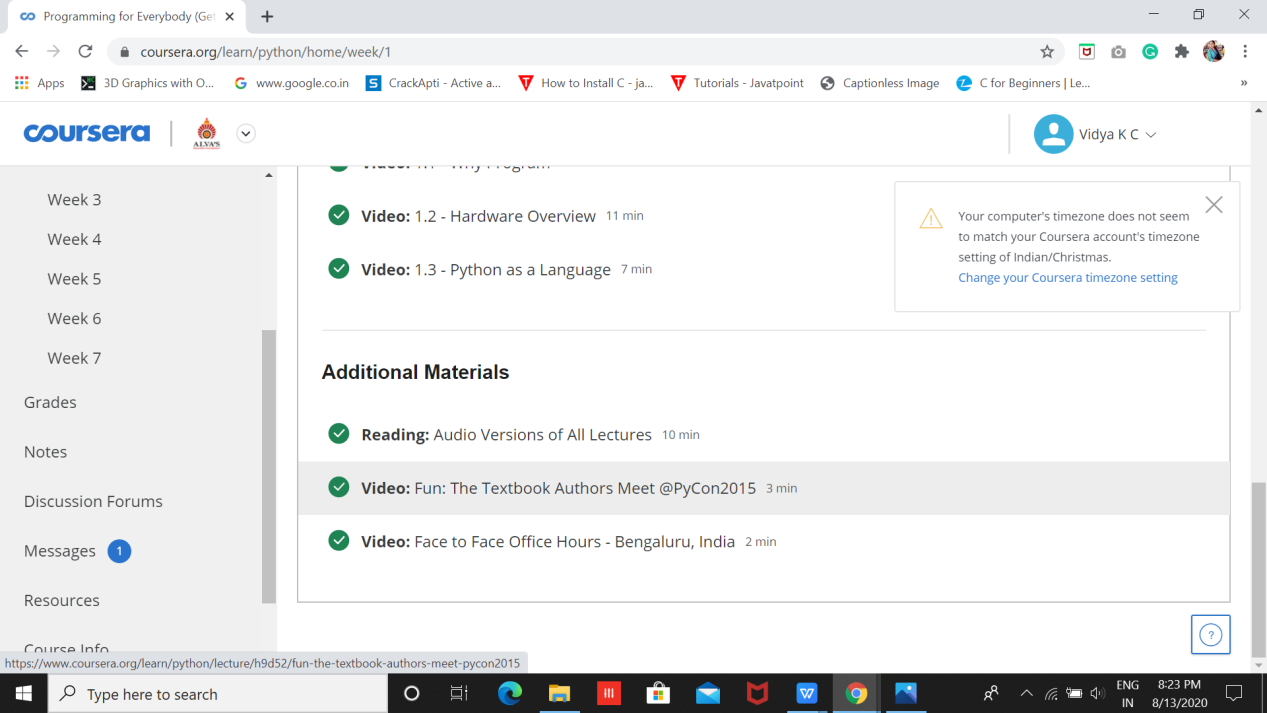 Programming for Everybody (Get
coursera.org/learn/python/home/week/1
Apps 3D Graphics with O... www.google.co.in CrackApti - Active a... How to Install C - ja... Tutorials - Javatpoint Captionless Image C for Beginners | Le... »
coursera ALVA'S Vidya K C
Week 3
Week 4
Week 5
Week 6
Week 7
Grades
Notes
Discussion Forums
Messages 1
Resources
Course Info
Video: 1.1 - Why Program
Video: 1.2 - Hardware Overview 11 min
Video: 1.3 - Python as a Language 7 min
Your computer's timezone does not seem
to match your Coursera account's timezone
setting of Indian/Christmas.
Change your Coursera timezone setting
Additional Materials
Reading: Audio Versions of All Lectures 10 min
Video: Fun: The Textbook Authors Meet @PyCon2015 3 min
Video: Face to Face Office Hours - Bengaluru, India 2 min
?
https://www.coursera.org/learn/python/lecture/h9d52/fun-the-textbook-authors-meet-pycon2015
Type here to search
ENG
IN
8:23 PM
8/13/2020